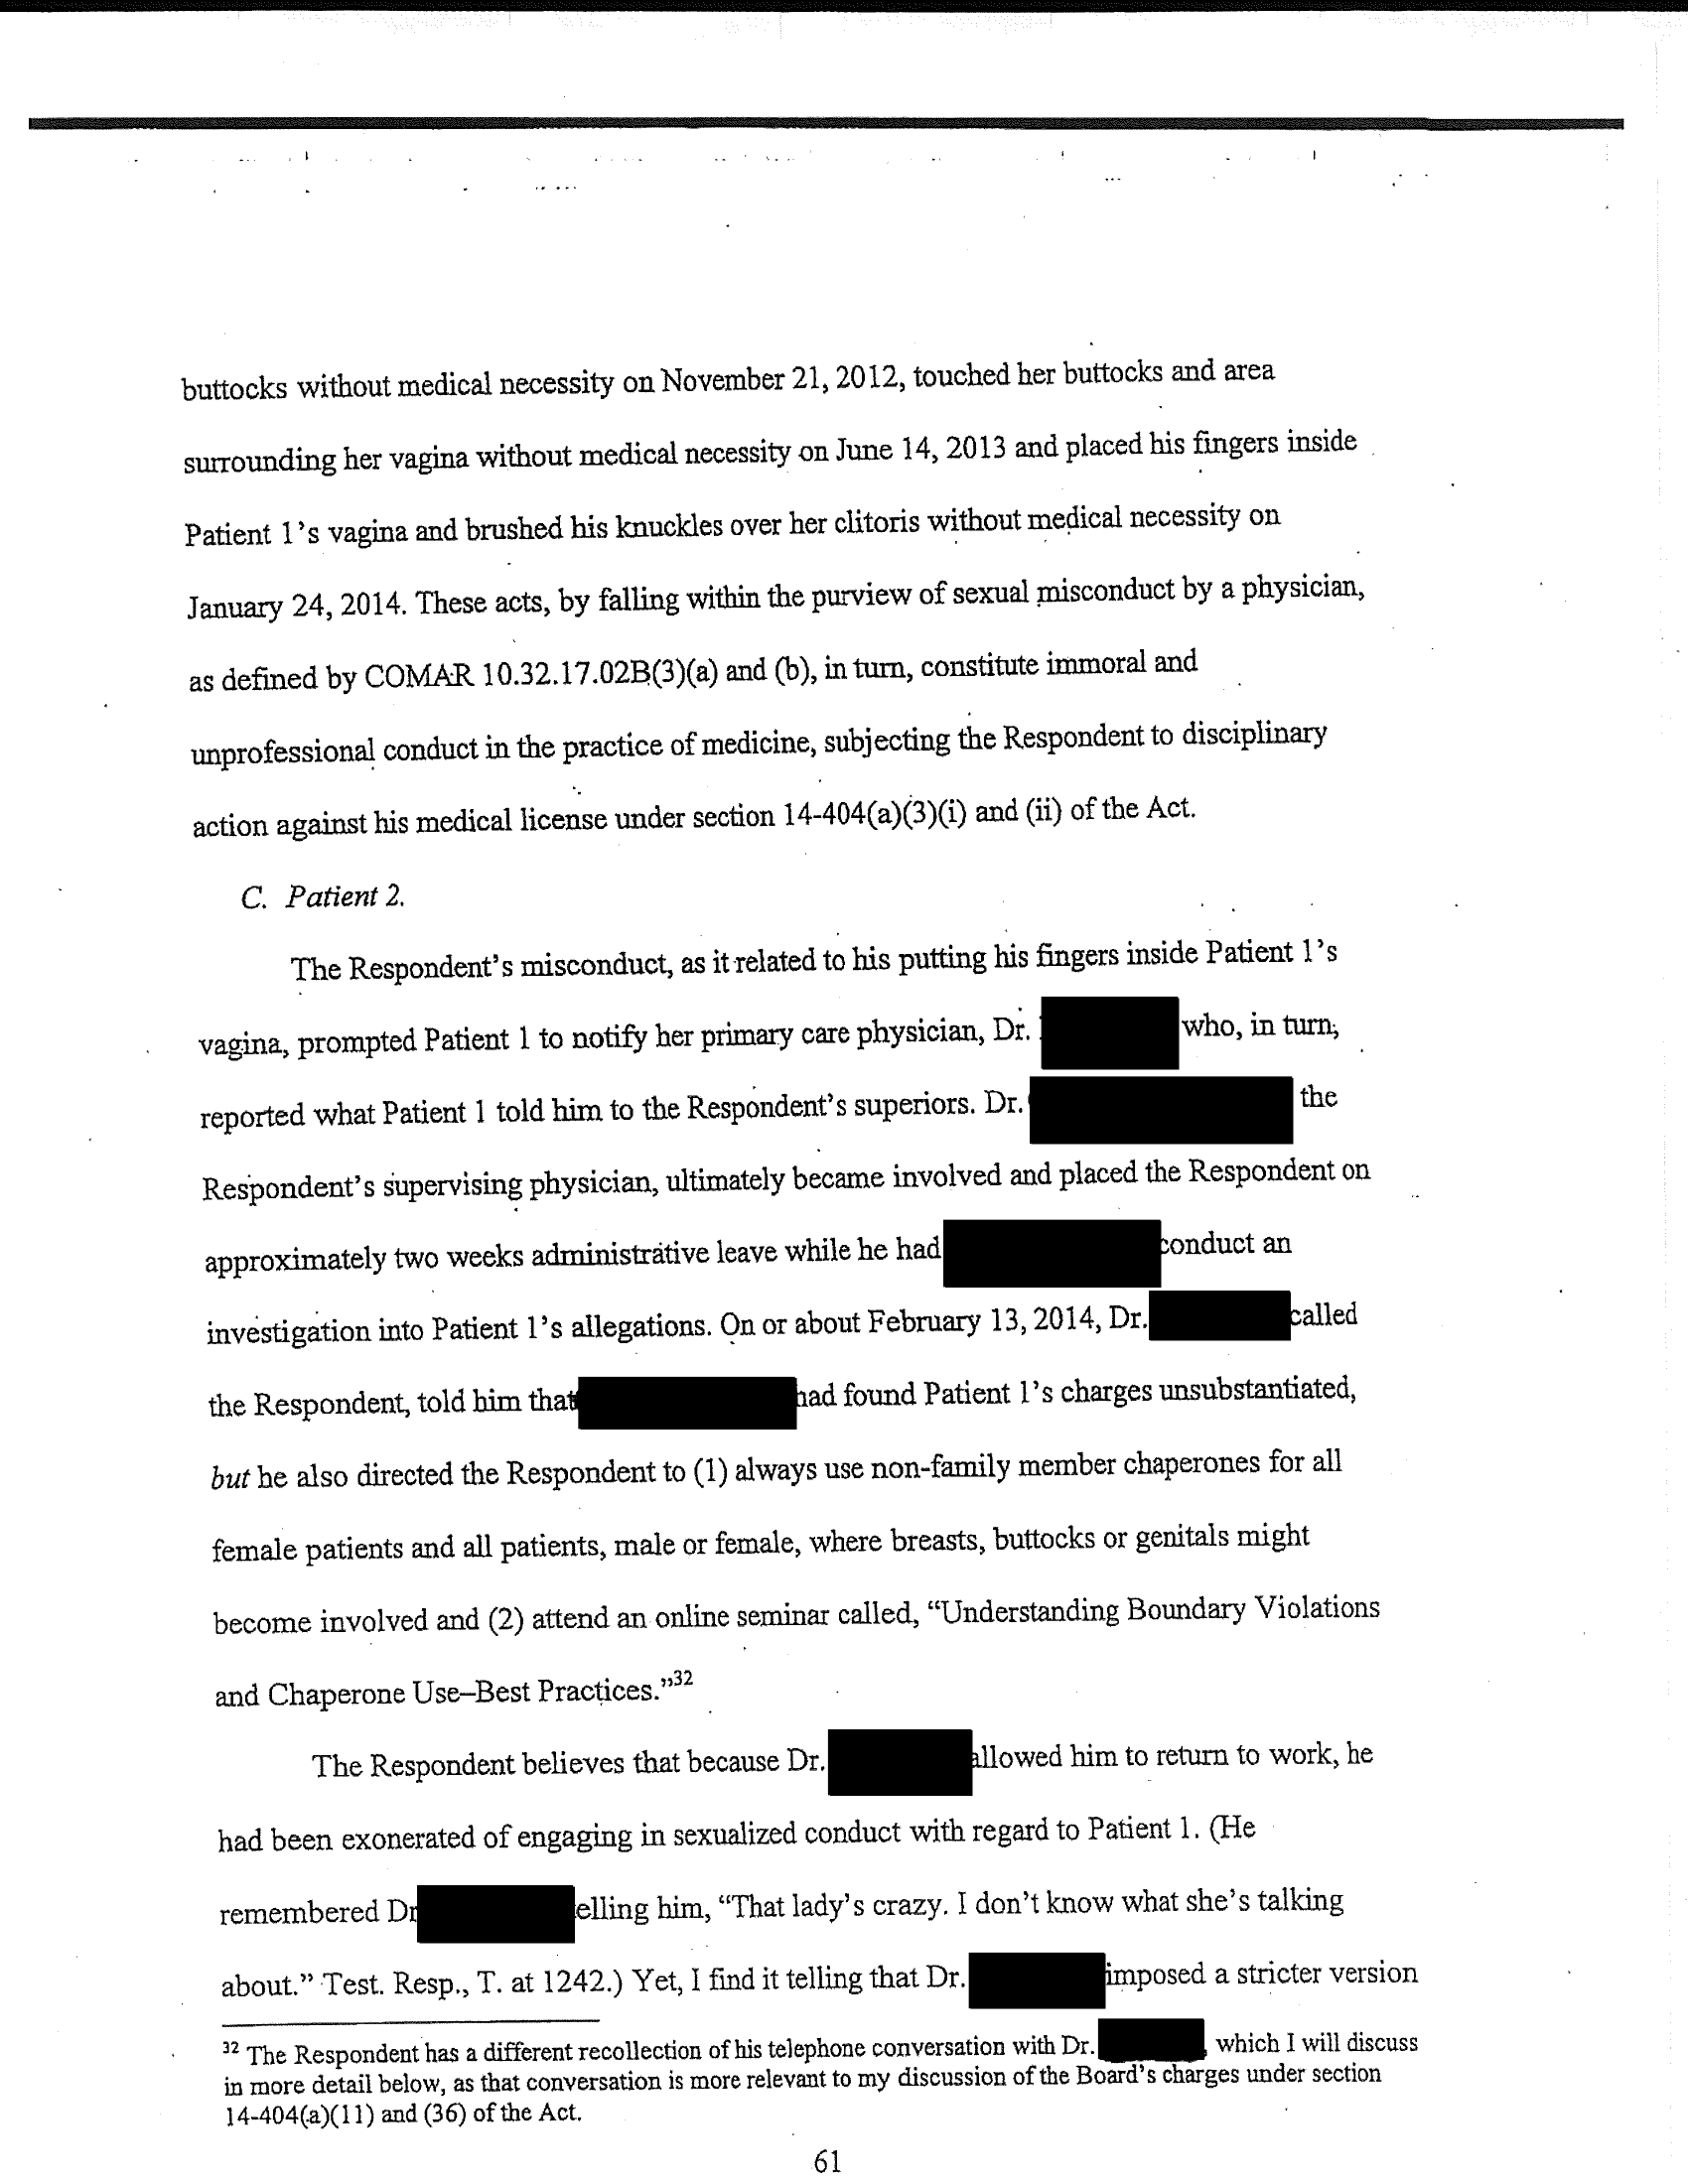 buttocks without medical necessity on November 21, 2012, touched her buttocks and area
surrounding her vagina without medical necessity on June 14, 2013 and placed his fingers inside
Patient 1's vagina and brushed his knuckles over her clitoris without medical necessity on
January 24, 2014. These acts, by falling within the purview of sexual misconduct by a physician,
as defined by COMAR 10.32.17.02B(3)(a) and (b), in turn, constitute immoral and
unprofessional conduct in the practice of medicine, subjecting the Respondent to disciplinary
action against his medical license under section 14-404(a)(3)(i) and (ii) of the Act.
C. Patient 2.
The Respondent's misconduct, as it related to his putting his fingers inside Patient 1's
vagina, prompted Patient 1 to notify her primary care physician, Dr. who, in turn,
reported what Patient 1 told him to the Respondent's superiors. Dr. the
Respondent's supervising physician, ultimately became involved and placed the Respondent on
approximately two weeks administrative leave while he had conduct an
investigation into Patient 1's allegations. On or about February 13, 2014, Dr. called
the Respondent, told him that had found Patient 1's charges unsubstantiated,
but he also directed the Respondent to (1) always use non-family member chaperones for all
female patients and all patients, male or female, where breasts, buttocks or genitals might
become involved and (2) attend an online seminar called, “Understanding Boundary Violations
and Chaperone Use–Best Practices.”32
The Respondent believes that because Dr. allowed him to return to work, he
had been exonerated of engaging in sexualized conduct with regard to Patient 1. (He
remembered Dr elling him, “That lady's crazy. I don't know what she's talking
about.” Test. Resp., T. at 1242.) Yet, I find it telling that Dr. imposed a stricter version
32 The Respondent has a different recollection of his telephone conversation with Dr. , which I will discuss
in more detail below, as that conversation is more relevant to my discussion of the Board's charges under section
14-404(a)(11) and (36) of the Act.
61